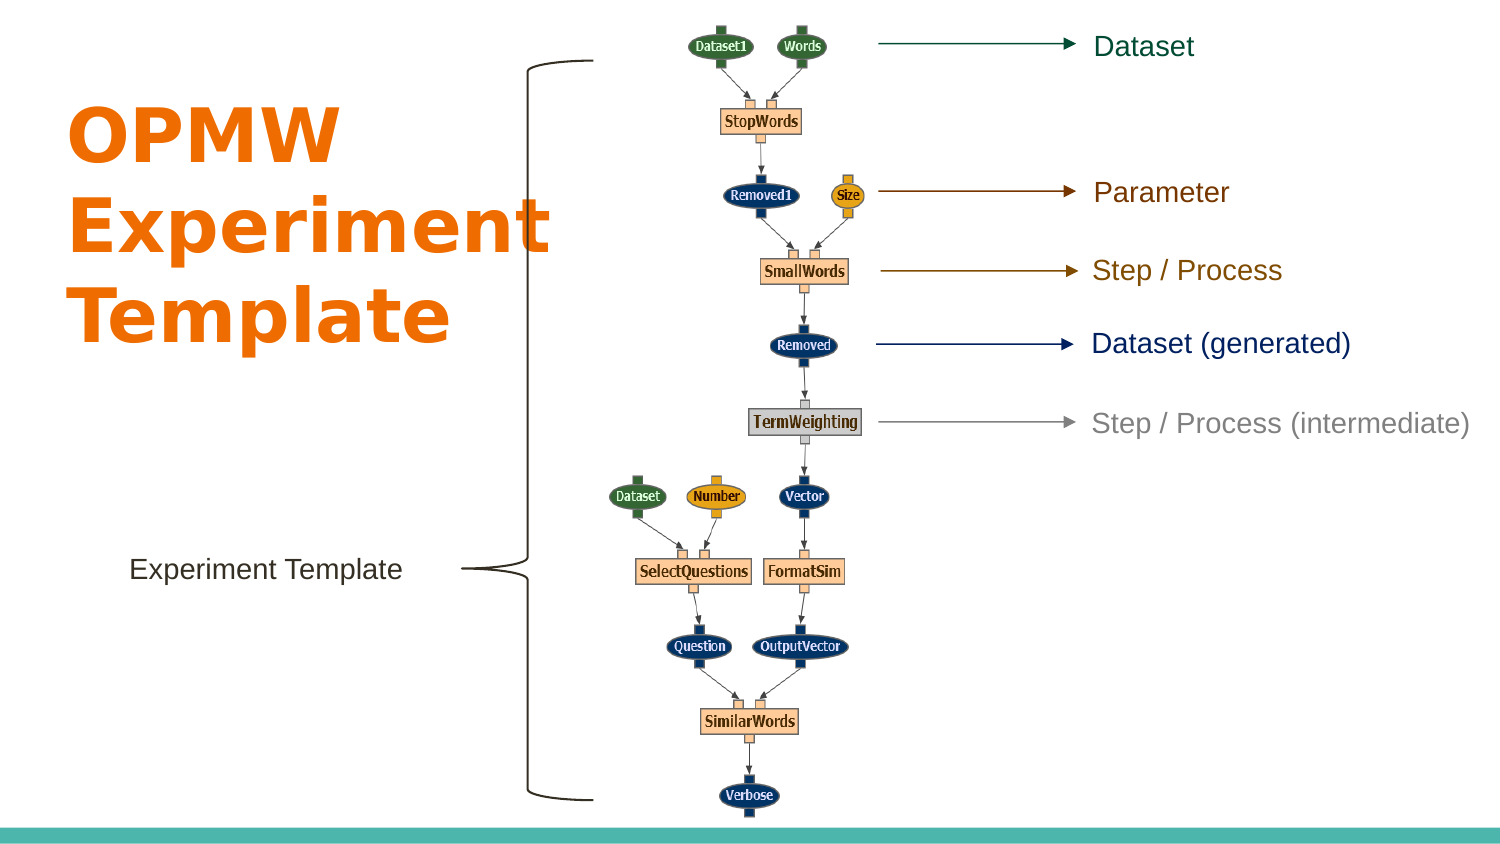 OPMW
Experiment
Template
Experiment Template
Dataset1
Words
Dataset
StopWords
Removed1
Size
Parameter
SmallWords
Step / Process
Removed
Dataset (generated)
TermWeighting
Step / Process (intermediate)
Dataset
Number
Vector
SelectQuestions
FormatSim
Question
OutputVector
SimilarWords
Verbose